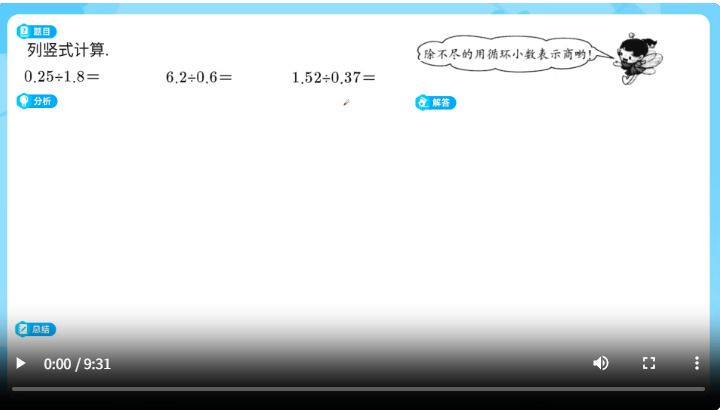 题目
列竖式计算.
除不尽的用循环小数表示商哟!
0.25÷1.8= 6.2÷0.6= 1.52÷0.37=
分析
解答
总结
0:00 / 9:31